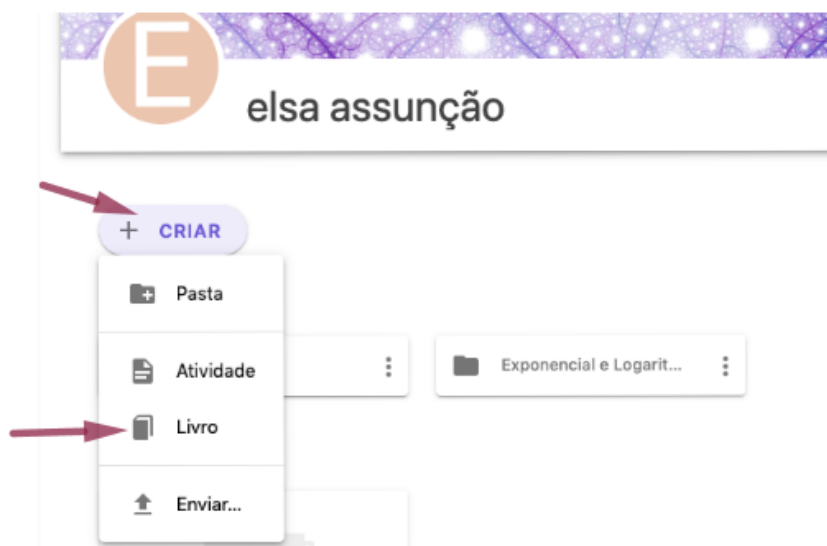 E
elsa assunção
+ CRIAR
Pasta
Atividade
Exponencial e Logarit...
Livro
Enviar...